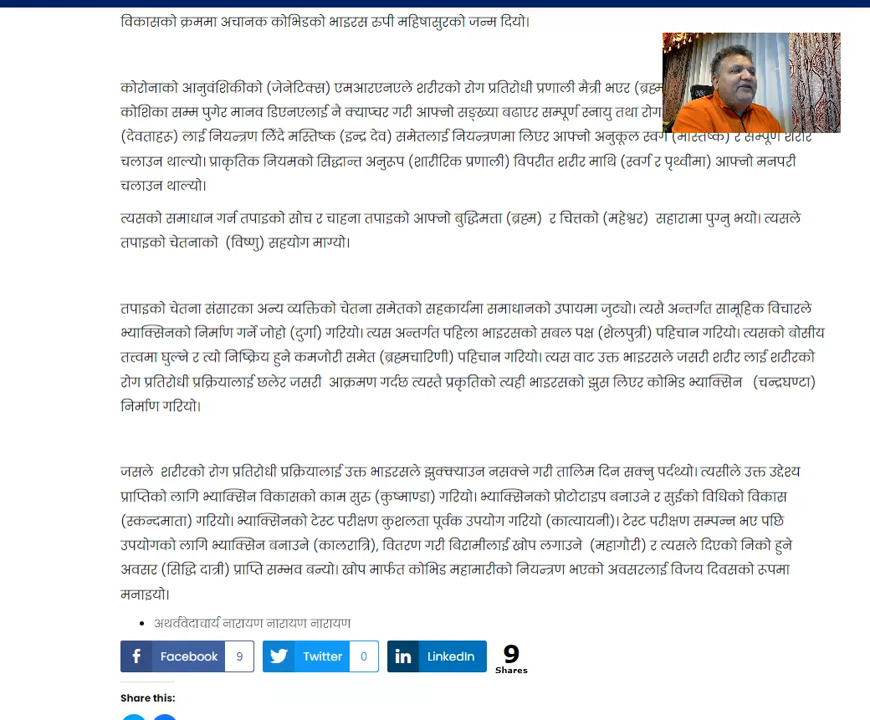 विकासको क्रममा अचानक कोभिडको भाइरस रुपी महिषासुरको जन्म दियो।
कोरोनाको आनुवंशिकीको (जेनेटिक्स) एमआरएनएले शरीरको रोग प्रतिरोधी प्रणाली मैत्री भएर
कोशिका सम्म पुगेर मानव डिएनएलाई नै क्याप्चर गरी आफ्नो सङ्ख्या बढाएर सम्पूर्ण स्नायु तथा रोग
(देवताहरू) लाई नियन्त्रण लिँदै मस्तिष्क (इन्द्र देव) समेतलाई नियन्त्रणमा लिएर आफ्नो अनुकूल स्वर्ग (मस्तिष्क) र सम्पूर्ण शरीर
चलाउन थाल्यो। प्राकृतिक नियमको सिद्धान्त अनुरूप (शारीरिक प्रणाली) विपरीत शरीर माथि (स्वर्ग र पृथ्वीमा) आफ्नो मनपरी
चलाउन थाल्यो।
त्यसको समाधान गर्न तपाइको सोच र चाहना तपाइको आफ्नो बुद्धिमत्ता (ब्रह्म) र चित्तको (महेश्वर) सहारामा पुग्नु भयो। त्यसले
तपाइको चेतनाको (विष्णु) सहयोग माग्यो।
तपाइको चेतना संसारका अन्य व्यक्तिको चेतना समेतको सहकार्यमा समाधानको उपायमा जुट्यो। त्यसै अन्तर्गत सामूहिक विचारले
भ्याक्सिनको निर्माण गर्ने जोहो (दुर्गा) गरियो। त्यस अन्तर्गत पहिला भाइरसको सबल पक्ष (शैलपुत्री) पहिचान गरियो। त्यसको बोसीय
तत्त्वमा घुल्ने र त्यो निष्क्रिय हुने कमजोरी समेत (ब्रह्मचारिणी) पहिचान गरियो। त्यस वाट उक्त भाइरसले जसरी शरीर लाई शरीरको
रोग प्रतिरोधी प्रक्रियालाई छलेर जसरी आक्रमण गर्दछ त्यस्तै प्रकृतिको त्यही भाइरसको झुस लिएर कोभिड भ्याक्सिन (चन्द्रघण्टा)
निर्माण गरियो।
जसले शरीरको रोग प्रतिरोधी प्रक्रियालाई उक्त भाइरसले झुक्क्याउन नसक्ने गरी तालिम दिन सक्नु पर्दथ्यो। त्यसीले उक्त उद्देश्य
प्राप्तिको लागि भ्याक्सिन विकासको काम सुरु (कुष्माण्डा) गरियो। भ्याक्सिनको प्रोटोटाइप बनाउने र सुईको विधिको विकास
(स्कन्दमाता) गरियो। भ्याक्सिनको टेस्ट परीक्षण कुशलता पूर्वक उपयोग गरियो (कात्यायनी)। टेस्ट परीक्षण सम्पन्न भए पछि
उपयोगको लागि भ्याक्सिन बनाउने (कालरात्रि), वितरण गरी बिरामीलाई खोप लगाउने (महागौरी) र त्यसले दिएको निको हुने
अवसर (सिद्धि दात्री) प्राप्ति सम्भव बन्यो। खोप मार्फत कोभिड महामारीको नियन्त्रण भएको अवसरलाई विजय दिवसको रूपमा
मनाइयो।
• अथर्ववेदाचार्य नारायण नारायण नारायण
Facebook 9 Twitter 0 LinkedIn 9
Shares
Share this: